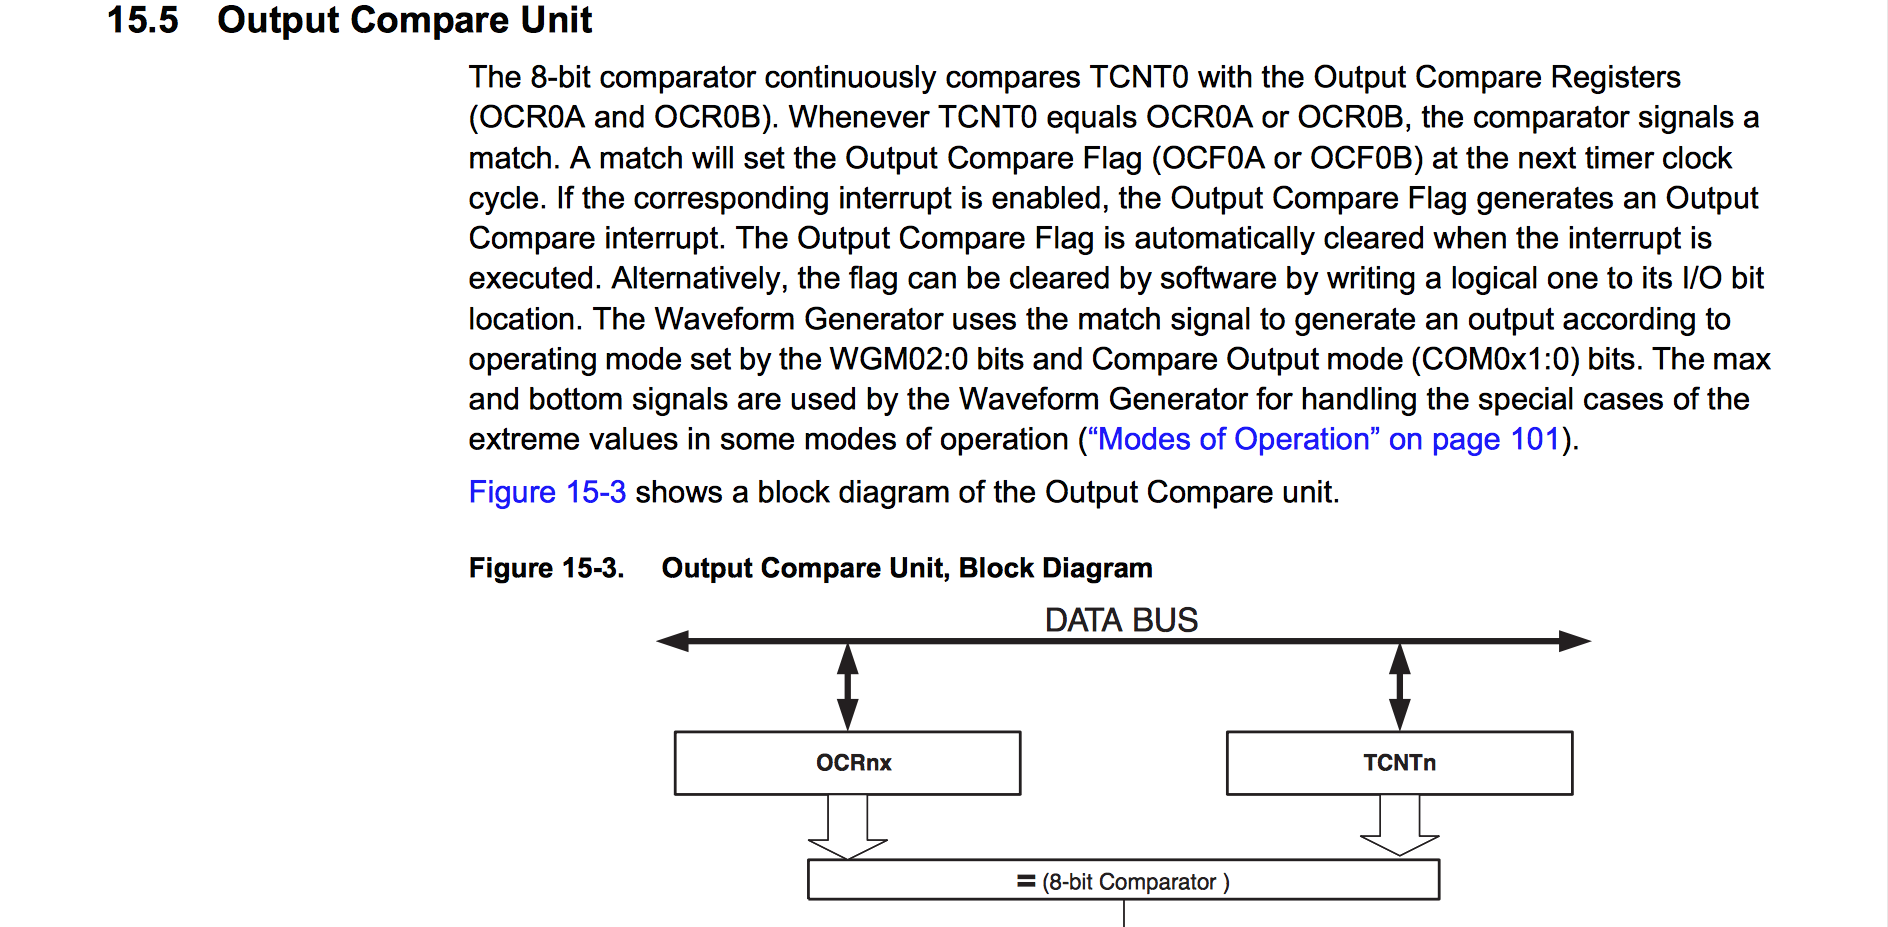 15.5 Output Compare Unit
The 8-bit comparator continuously compares TCNT0 with the Output Compare Registers
(OCR0A and OCR0B). Whenever TCNT0 equals OCR0A or OCR0B, the comparator signals a
match. A match will set the Output Compare Flag (OCF0A or OCF0B) at the next timer clock
cycle. If the corresponding interrupt is enabled, the Output Compare Flag generates an Output
Compare interrupt. The Output Compare Flag is automatically cleared when the interrupt is
executed. Alternatively, the flag can be cleared by software by writing a logical one to its I/O bit
location. The Waveform Generator uses the match signal to generate an output according to
operating mode set by the WGM02:0 bits and Compare Output mode (COM0x1:0) bits. The max
and bottom signals are used by the Waveform Generator for handling the special cases of the
extreme values in some modes of operation (“Modes of Operation” on page 101).
Figure 15-3 shows a block diagram of the Output Compare unit.
Figure 15-3. Output Compare Unit, Block Diagram
DATA BUS
OCRnx
TCNTn
= (8-bit Comparator )